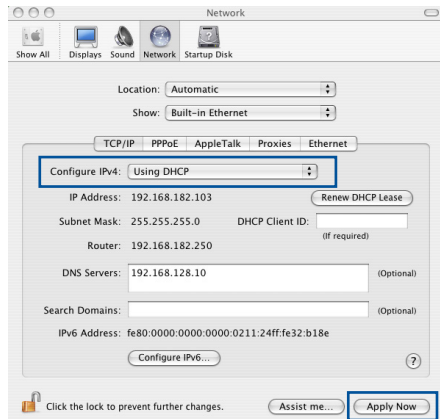 Network
Show All Displays Sound Network Startup Disk
Location: Automatic
Show: Built-in Ethernet
TCP/IP PPPoE AppleTalk Proxies Ethernet
Configure IPv4: Using DHCP
IP Address: 192.168.182.103 Renew DHCP Lease
Subnet Mask: 255.255.255.0 DHCP Client ID:
(If required)
Router: 192.168.182.250
DNS Servers: 192.168.128.10 (Optional)
Search Domains: (Optional)
IPv6 Address: fe80:0000:0000:0000:0211:24ff:fe32:b18e
Configure IPv6... ?
Click the lock to prevent further changes. Assist me... Apply Now